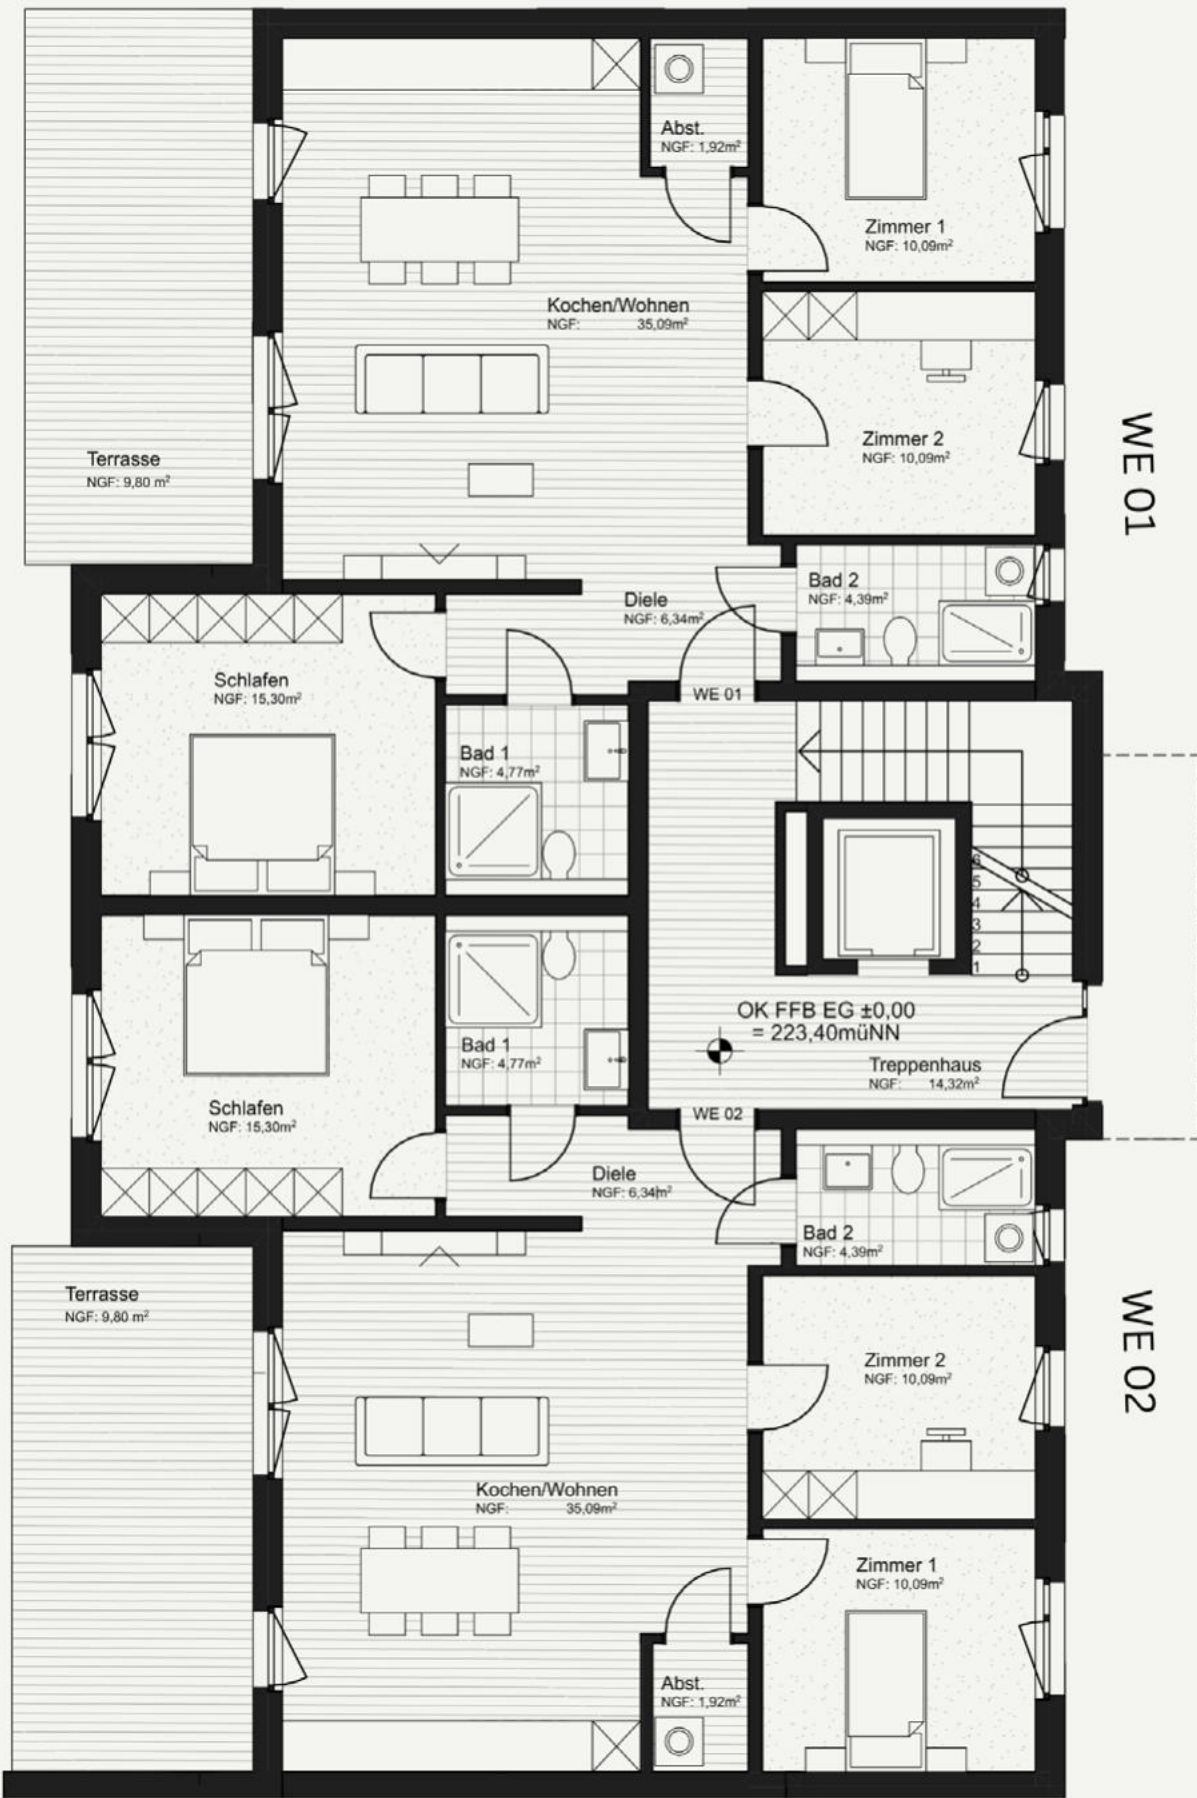 Abst.
NGF: 1,92m²
Zimmer 1
NGF: 10,09m²
Kochen/Wohnen
NGF: 35,09m²
Zimmer 2
NGF: 10,09m²
Terrasse
NGF: 9,80 m²
WE 01
Bad 2
NGF: 4,39m²
Diele
NGF: 6,34m²
Schlafen
NGF: 15,30m²
WE 01
Bad 1
NGF: 4,77m²
6
5
4
3
2
1
OK FFB EG ±0,00
= 223,40müNN
Bad 1
NGF: 4,77m²
Treppenhaus
NGF: 14,32m²
Schlafen
NGF: 15,30m²
WE 02
Diele
NGF: 6,34m²
Bad 2
NGF: 4,39m²
Terrasse
NGF: 9,80 m²
WE 02
Zimmer 2
NGF: 10,09m²
Kochen/Wohnen
NGF: 35,09m²
Zimmer 1
NGF: 10,09m²
Abst.
NGF: 1,92m²